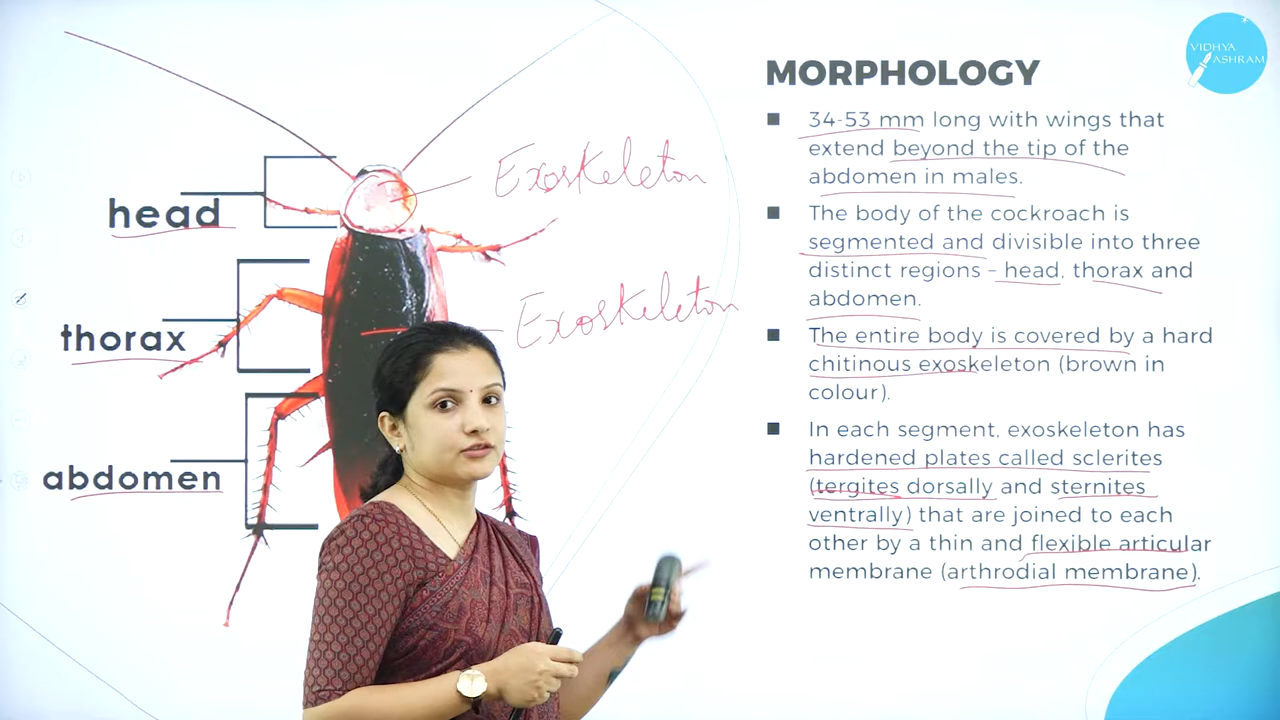 VIDHYA
ASHRAM
MORPHOLOGY
34-53 mm long with wings that
extend beyond the tip of the
abdomen in males.
The body of the cockroach is
segmented and divisible into three
distinct regions – head, thorax and
abdomen.
The entire body is covered by a hard
chitinous exoskeleton (brown in
colour).
In each segment, exoskeleton has
hardened plates called sclerites
(tergites dorsally and sternites
ventrally) that are joined to each
other by a thin and flexible articular
membrane (arthrodial membrane).
head
thorax
abdomen
Exoskeleton
Exoskeleton